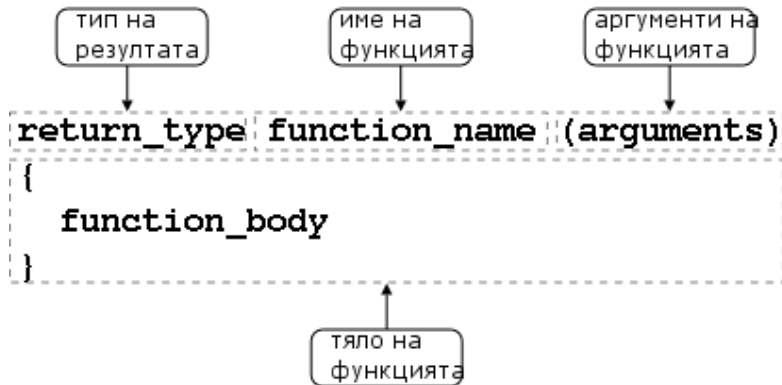 тип на
резултата
име на
функцията
аргументи на
функцията
return_type function_name (arguments)
{
function_body
}
тяло на
функцията